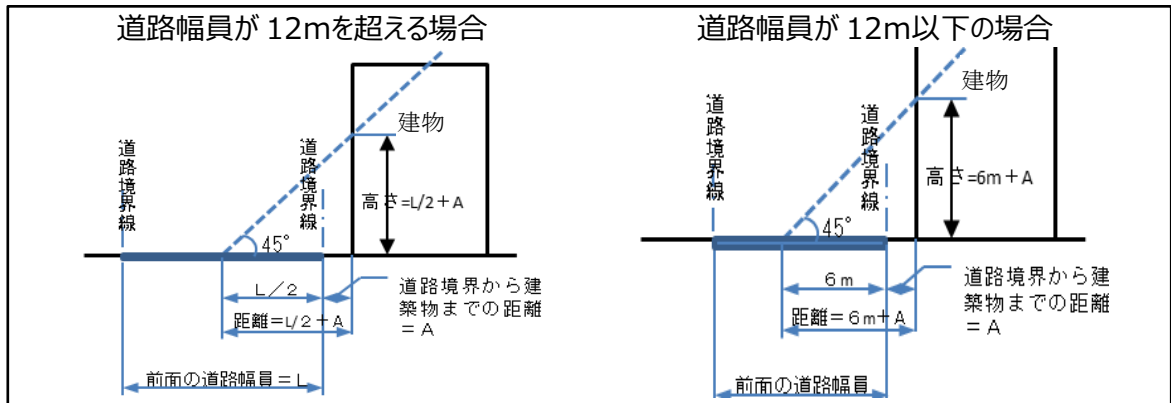 道路幅員が 12mを超える場合
建物
道路境界線
道路境界線
高さ=L/2+A
45°
L/2
道路境界から建
築物までの距離
=A
距離=L/2+A
前面の道路幅員=L
道路幅員が 12m以下の場合
建物
道路境界線
道路境界線
高さ=6m+A
45°
6m
道路境界から建
築物までの距離
=A
距離=6m+A
前面の道路幅員